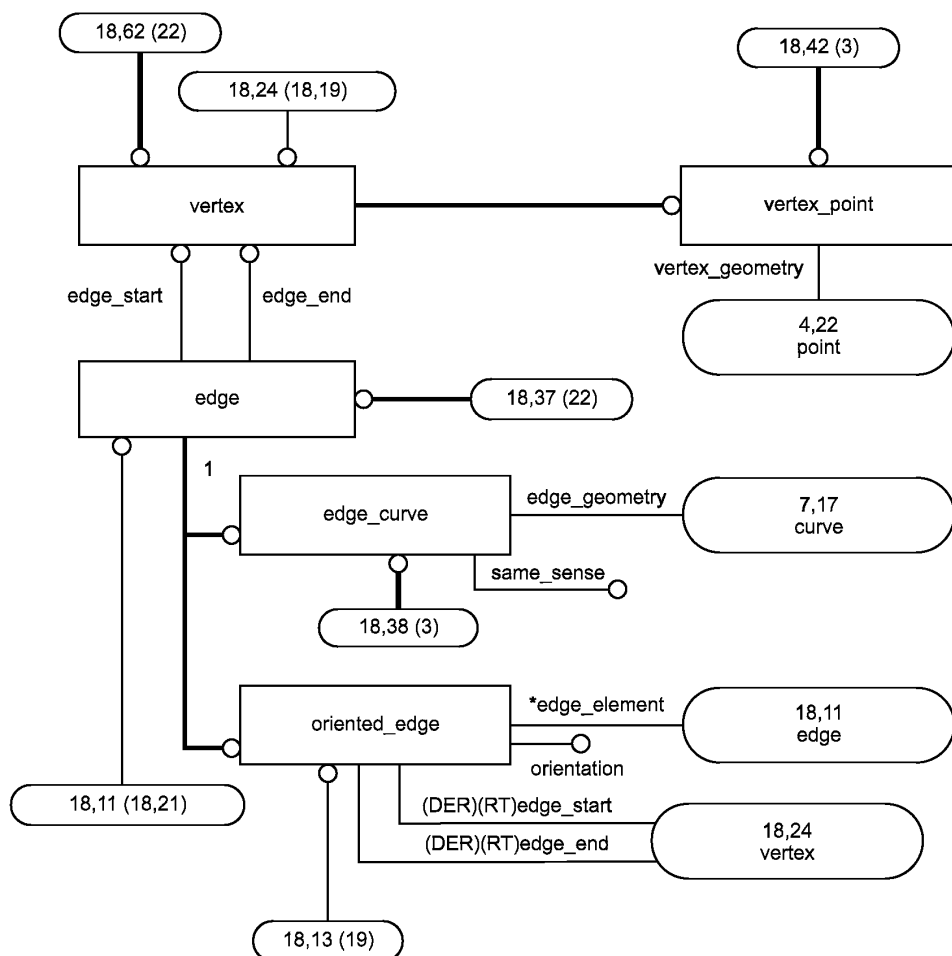 18,62 (22)
18,42 (3)
18,24 (18,19)
vertex
vertex_point
vertex_geometry
edge_start
edge_end
4,22
point
edge
18,37 (22)
1
edge_curve
edge_geometry
7,17
curve
same_sense
18,38 (3)
*edge_element
oriented_edge
18,11
edge
orientation
18,11 (18,21)
(DER)(RT)edge_start
(DER)(RT)edge_end
18,24
vertex
18,13 (19)